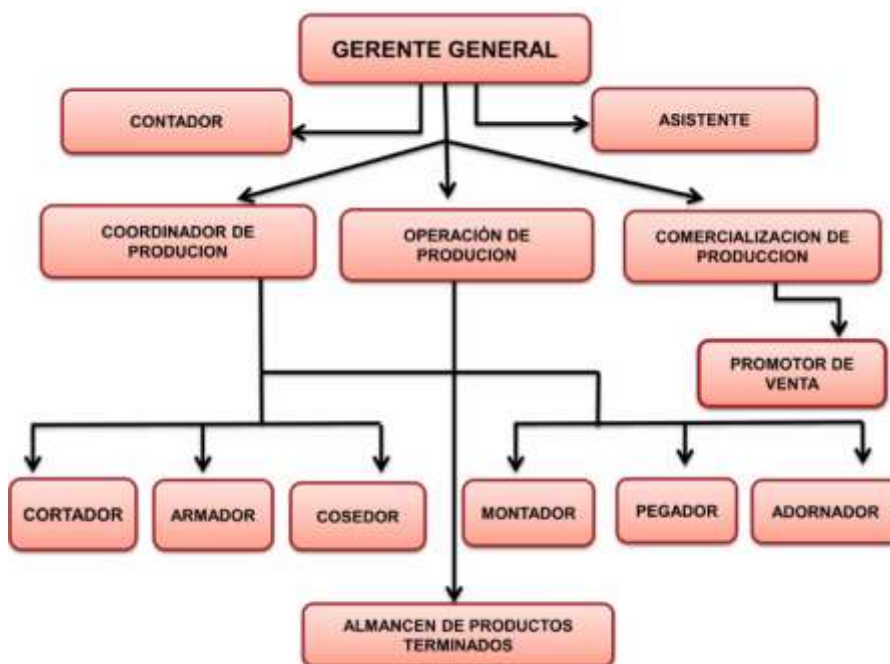 GERENTE GENERAL
CONTADOR
ASISTENTE
COORDINADOR DE
PRODUCION
OPERACIÓN DE
PRODUCION
COMERCIALIZACION DE
PRODUCCION
PROMOTOR DE
VENTA
CORTADOR
ARMADOR
COSEDOR
MONTADOR
PEGADOR
ADORNADOR
ALMANCEN DE PRODUCTOS
TERMINADOS